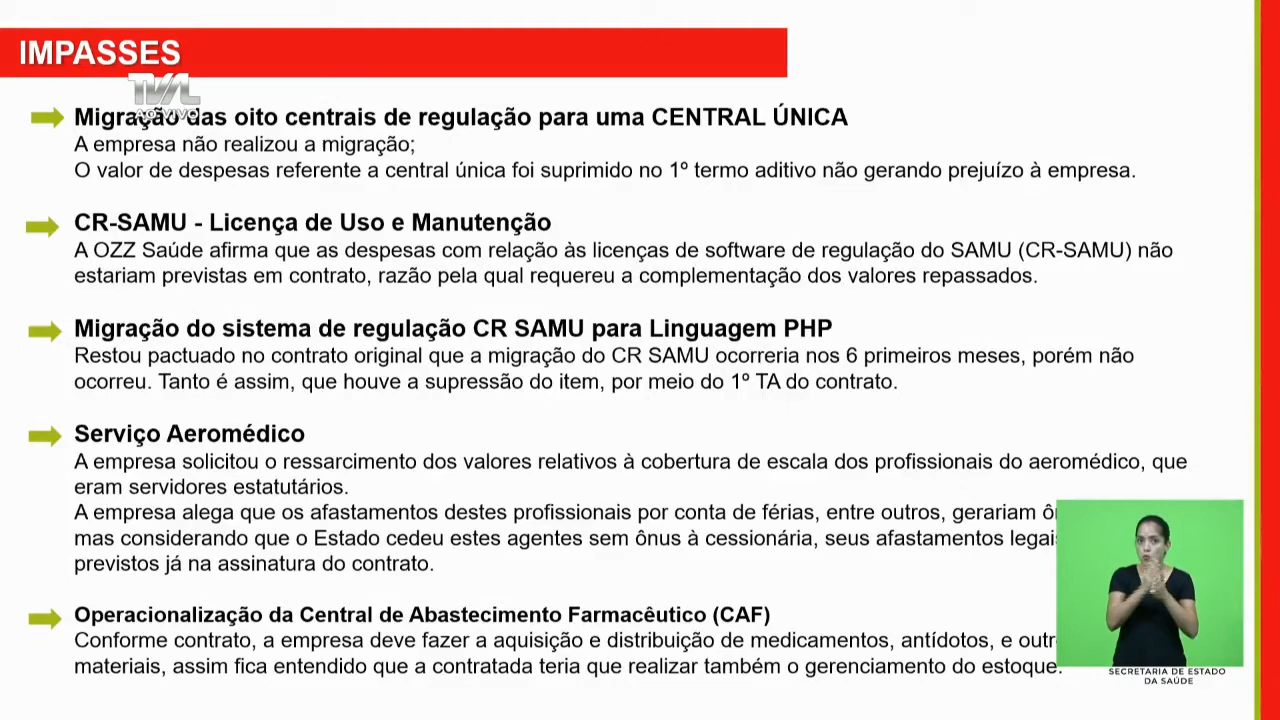 IMPASSES
TVAL
AO VIVO
Migração das oito centrais de regulação para uma CENTRAL ÚNICA
A empresa não realizou a migração;
O valor de despesas referente a central única foi suprimido no 1º termo aditivo não gerando prejuízo à empresa.
CR-SAMU - Licença de Uso e Manutenção
A OZZ Saúde afirma que as despesas com relação às licenças de software de regulação do SAMU (CR-SAMU) não
estariam previstas em contrato, razão pela qual requereu a complementação dos valores repassados.
Migração do sistema de regulação CR SAMU para Linguagem PHP
Restou pactuado no contrato original que a migração do CR SAMU ocorreria nos 6 primeiros meses, porém não
ocorreu. Tanto é assim, que houve a supressão do item, por meio do 1º TA do contrato.
Serviço Aeromédico
A empresa solicitou o ressarcimento dos valores relativos à cobertura de escala dos profissionais do aeromédico, que
eram servidores estatutários.
A empresa alega que os afastamentos destes profissionais por conta de férias, entre outros, gerariam
mas considerando que o Estado cedeu estes agentes sem ônus à cessionária, seus afastamentos legais
previstos já na assinatura do contrato.
Operacionalização da Central de Abastecimento Farmacêutico (CAF)
Conforme contrato, a empresa deve fazer a aquisição e distribuição de medicamentos, antídotos, e
materiais, assim fica entendido que a contratada teria que realizar também o gerenciamento do estoque.
SECRETARIA DE ESTADO
DA SAÚDE